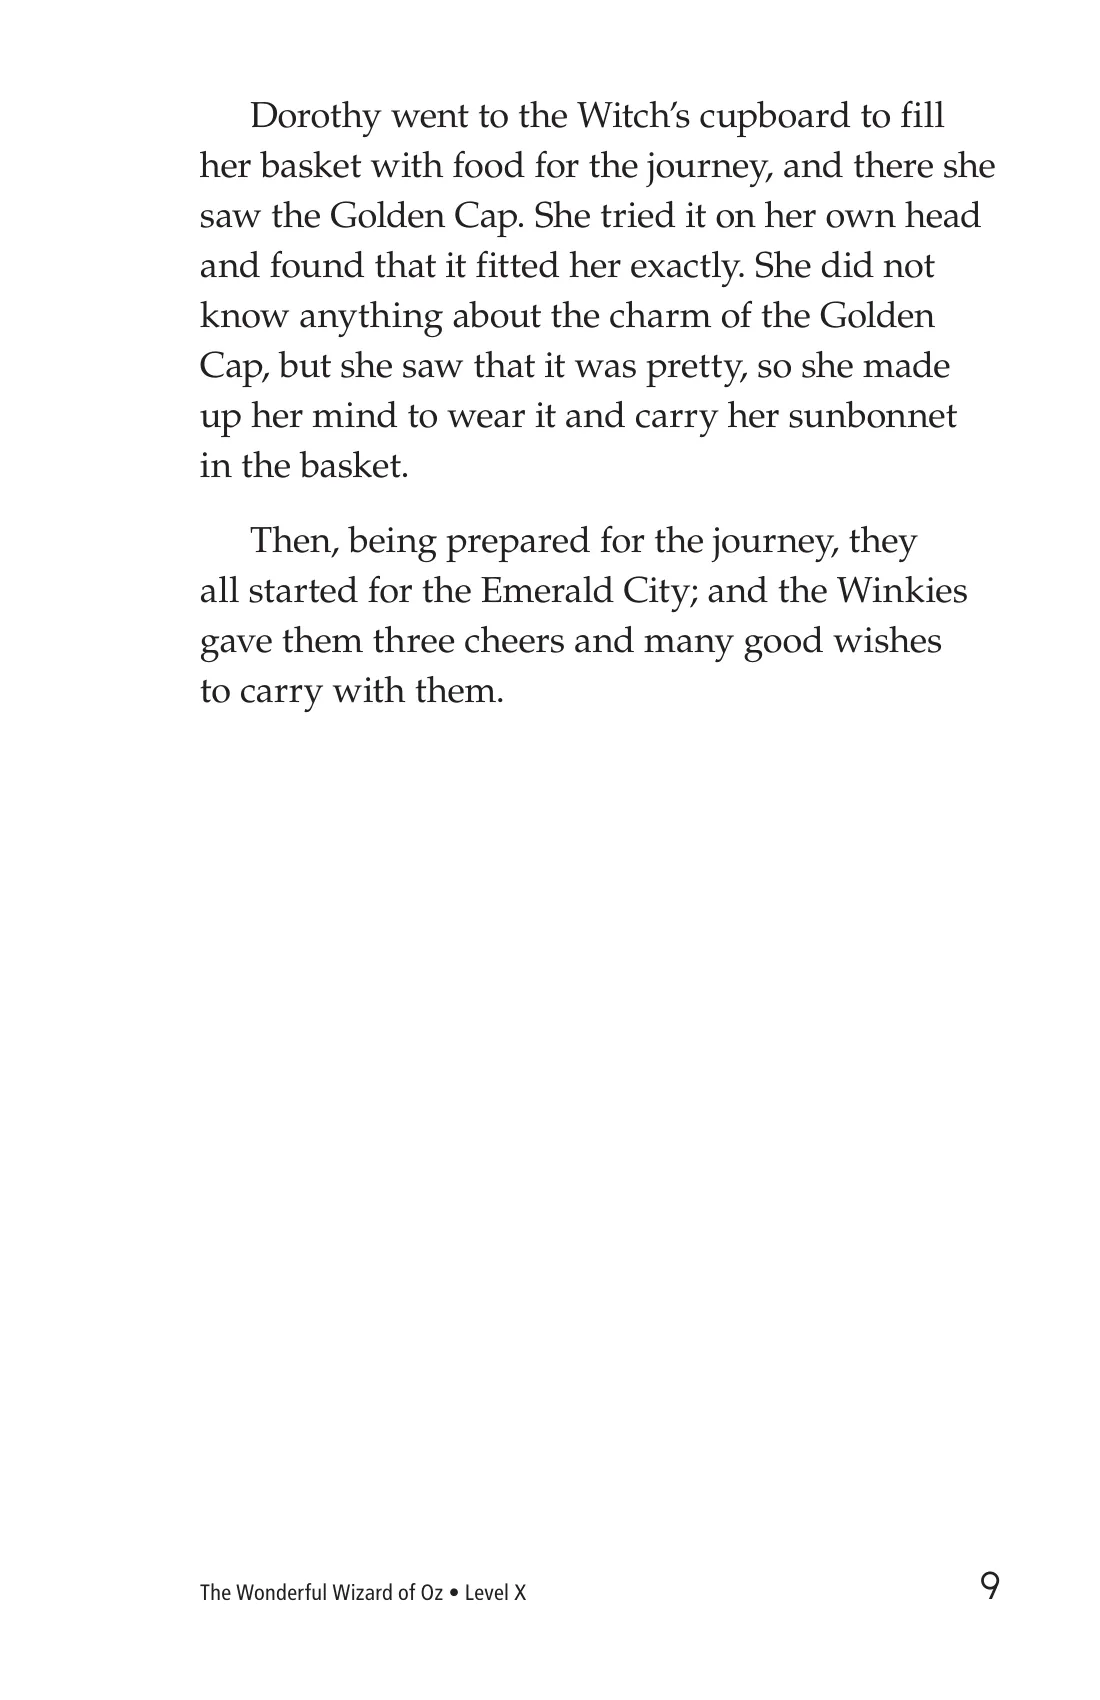 Dorothy went to the Witch’s cupboard to fill
her basket with food for the journey, and there she
saw the Golden Cap. She tried it on her own head
and found that it fitted her exactly. She did not
know anything about the charm of the Golden
Cap, but she saw that it was pretty, so she made
up her mind to wear it and carry her sunbonnet
in the basket.
Then, being prepared for the journey, they
all started for the Emerald City; and the Winkies
gave them three cheers and many good wishes
to carry with them.
The Wonderful Wizard of Oz • Level X
9